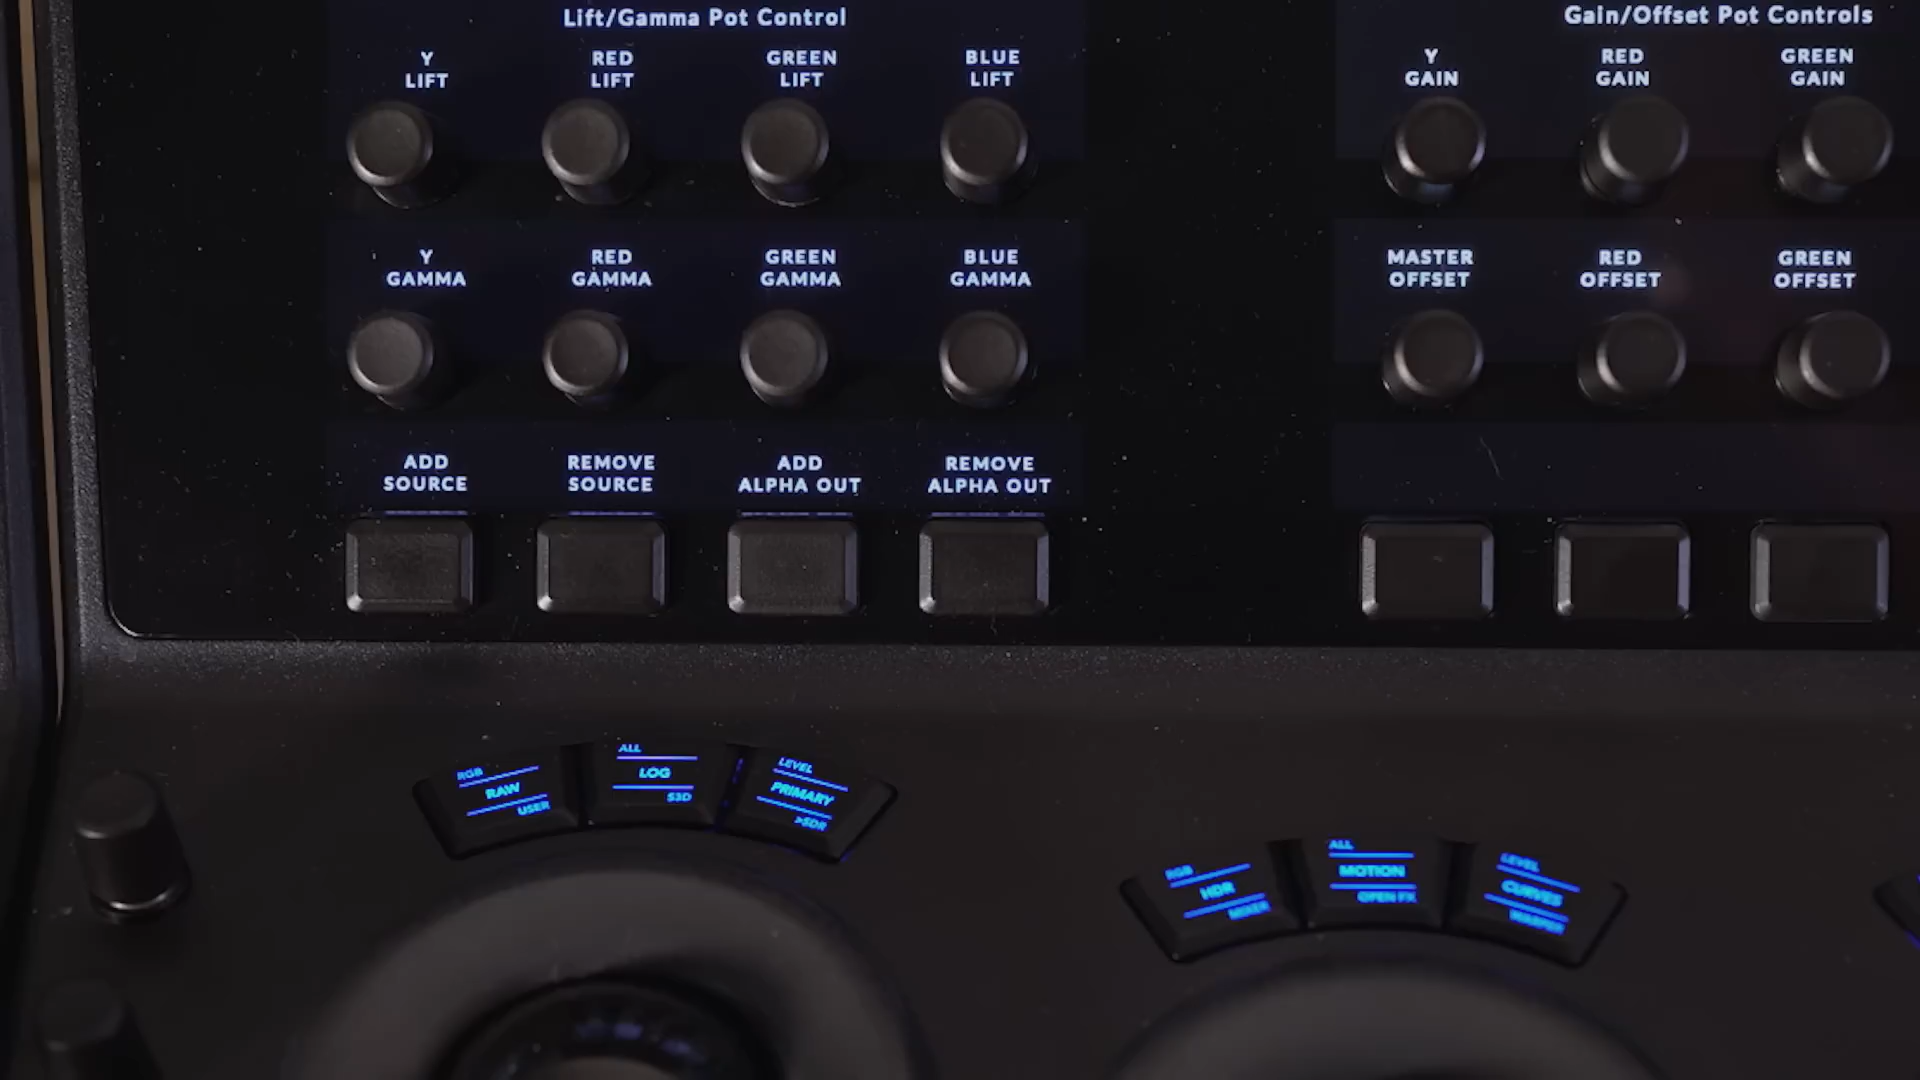 Lift/Gamma Pot Control
Gain/Offset Pot Controls
Y
LIFT
RED
LIFT
GREEN
LIFT
BLUE
LIFT
Y
GAIN
RED
GAIN
GREEN
GAIN
Y
GAMMA
RED
GAMMA
GREEN
GAMMA
BLUE
GAMMA
MASTER
OFFSET
RED
OFFSET
GREEN
OFFSET
ADD
SOURCE
REMOVE
SOURCE
ADD
ALPHA OUT
REMOVE
ALPHA OUT
RGB
RAW
USER
ALL
LOG
S3D
LEVEL
PRIMARY
>SDR
RGB
HDR
MIXER
ALL
MOTION
OPEN FX
LEVEL
CURVES
WARPER